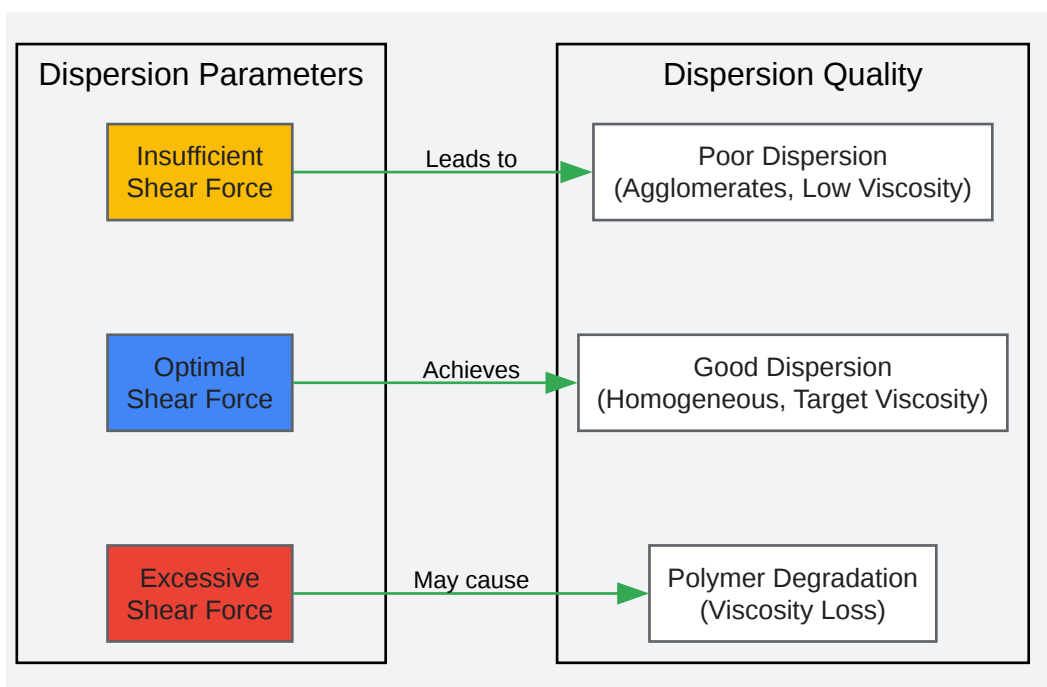 Dispersion Parameters
Dispersion Quality
Insufficient
Shear Force
Leads to
Poor Dispersion
(Agglomerates, Low Viscosity)
Optimal
Shear Force
Achieves
Good Dispersion
(Homogeneous, Target Viscosity)
Excessive
Shear Force
May cause
Polymer Degradation
(Viscosity Loss)